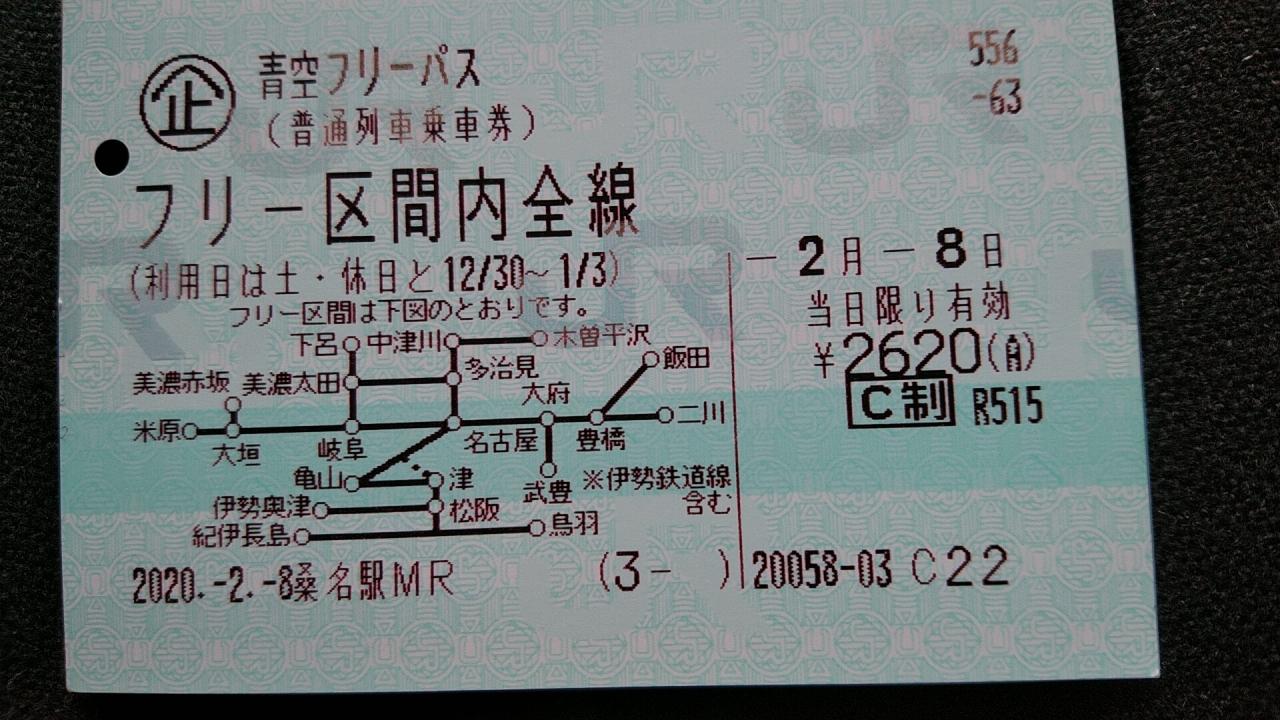 企 青空フリーパス
(普通列車乗車券)
556
-63
フリー区間内全線
(利用日は土・休日と12/30~1/3)
フリー区間は下図のとおりです。
-2月-8日
当日限り有効
¥2620
C制 R515
下呂 中津川 木曽平沢
美濃赤坂 美濃太田 多治見 飯田
大府
米原 二川
大垣 岐阜 名古屋 豊橋
亀山 津 武豊 ※伊勢鉄道線
伊勢奥津 松阪 含む
紀伊長島 鳥羽
2020.-2.-8桑名駅MR (3- ) 20058-03 C22